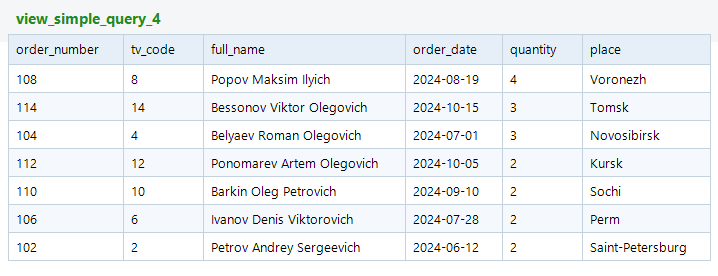 view_simple_query_4
order_number tv_code full_name order_date quantity place
108 8 Popov Maksim Ilyich 2024-08-19 4 Voronezh
114 14 Bessonov Viktor Olegovich 2024-10-15 3 Tomsk
104 4 Belyaev Roman Olegovich 2024-07-01 3 Novosibirsk
112 12 Ponomarev Artem Olegovich 2024-10-05 2 Kursk
110 10 Barkin Oleg Petrovich 2024-09-10 2 Sochi
106 6 Ivanov Denis Viktorovich 2024-07-28 2 Perm
102 2 Petrov Andrey Sergeevich 2024-06-12 2 Saint-Petersburg